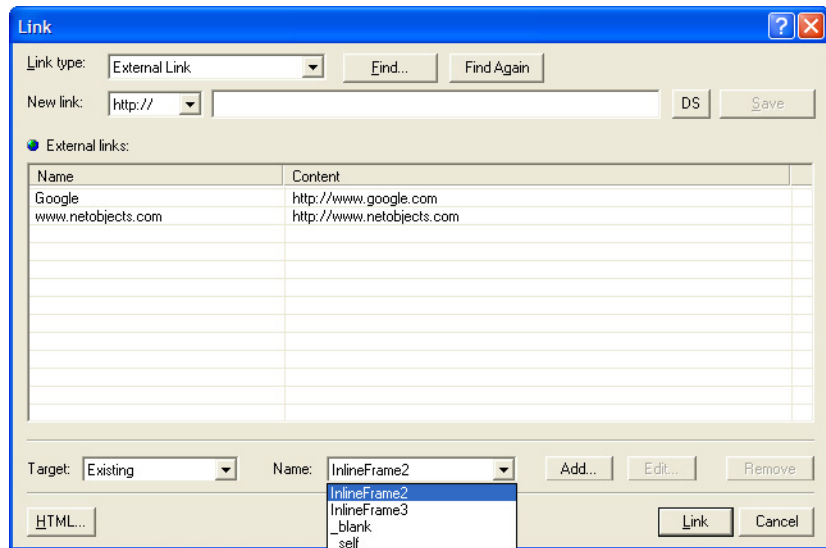 Link
Link type: External Link Find... Find Again
New link: http:// DS Save
External links:
Name Content
Google http://www.google.com
www.netobjects.com http://www.netobjects.com
Target: Existing Name: InlineFrame2 Add... Edit... Remove
InlineFrame2
InlineFrame3
HTML... _blank Link Cancel
_self